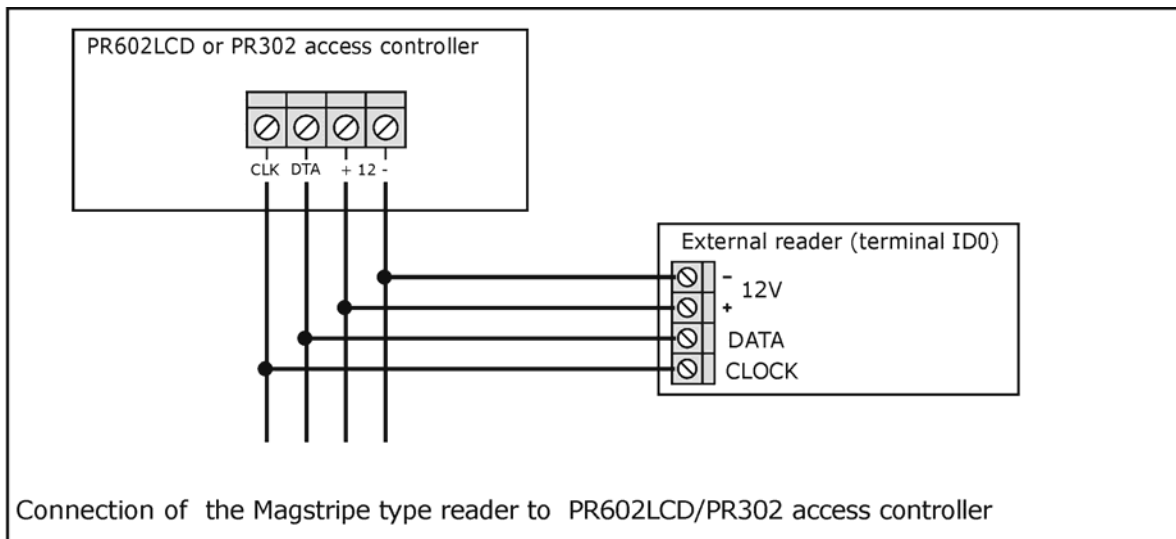 PR602LCD or PR302 access controller
CLK DTA + 12 -
External reader (terminal ID0)
-
12V
+
DATA
CLOCK
Connection of the Magstripe type reader to PR602LCD/PR302 access controller